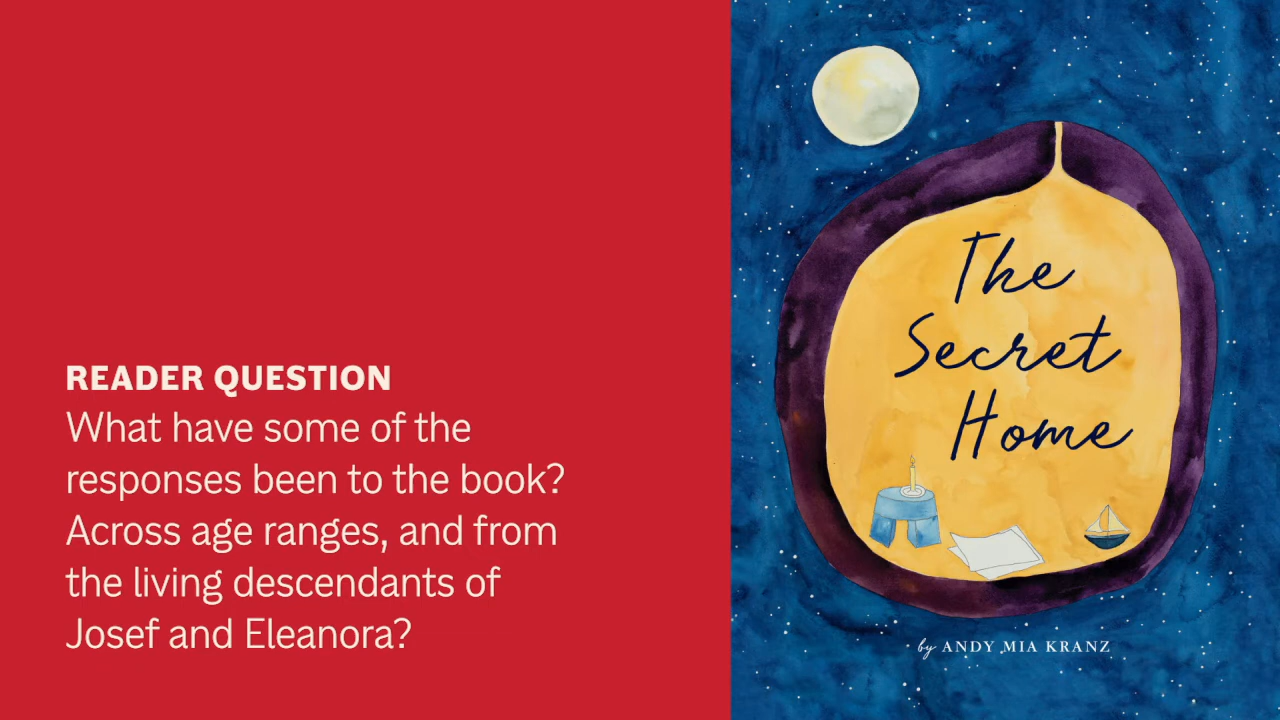 READER QUESTION
What have some of the
responses been to the book?
Across age ranges, and from
the living descendants of
Josef and Eleanora?
The
Secret
Home
by ANDY MIA KRANZ